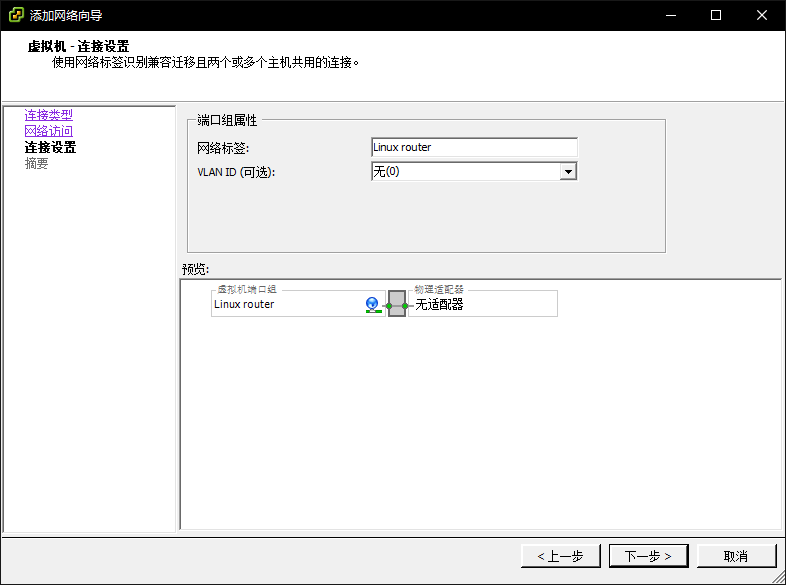 添加网络向导
虚拟机 - 连接设置
使用网络标签识别兼容迁移且两个或多个主机共用的连接。
连接类型
网络访问
连接设置
摘要
端口组属性
网络标签:
Linux router
VLAN ID (可选):
无(0)
预览:
虚拟机端口组
物理适配器
Linux router
无适配器
< 上一步
下一步 >
取消